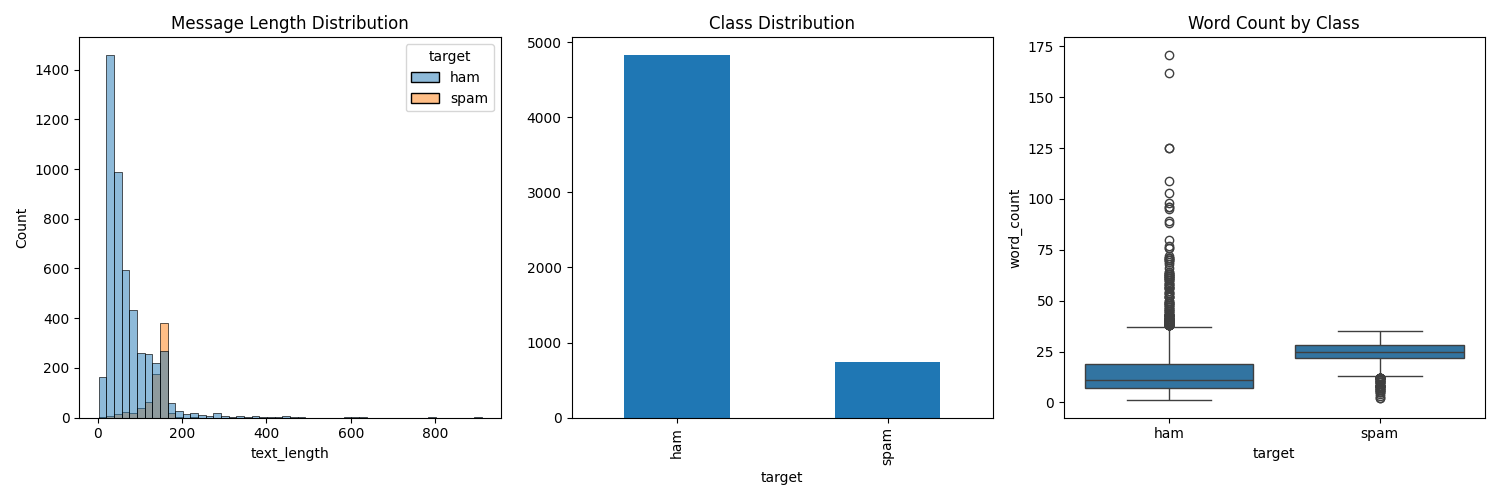 Message Length Distribution
target
ham
spam
1400
1200
1000
800
600
400
200
0
Count
0
200
400
600
800
text_length
Class Distribution
5000
4000
3000
2000
1000
0
ham
spam
target
Word Count by Class
175
150
125
100
75
50
25
0
word_count
ham
spam
target